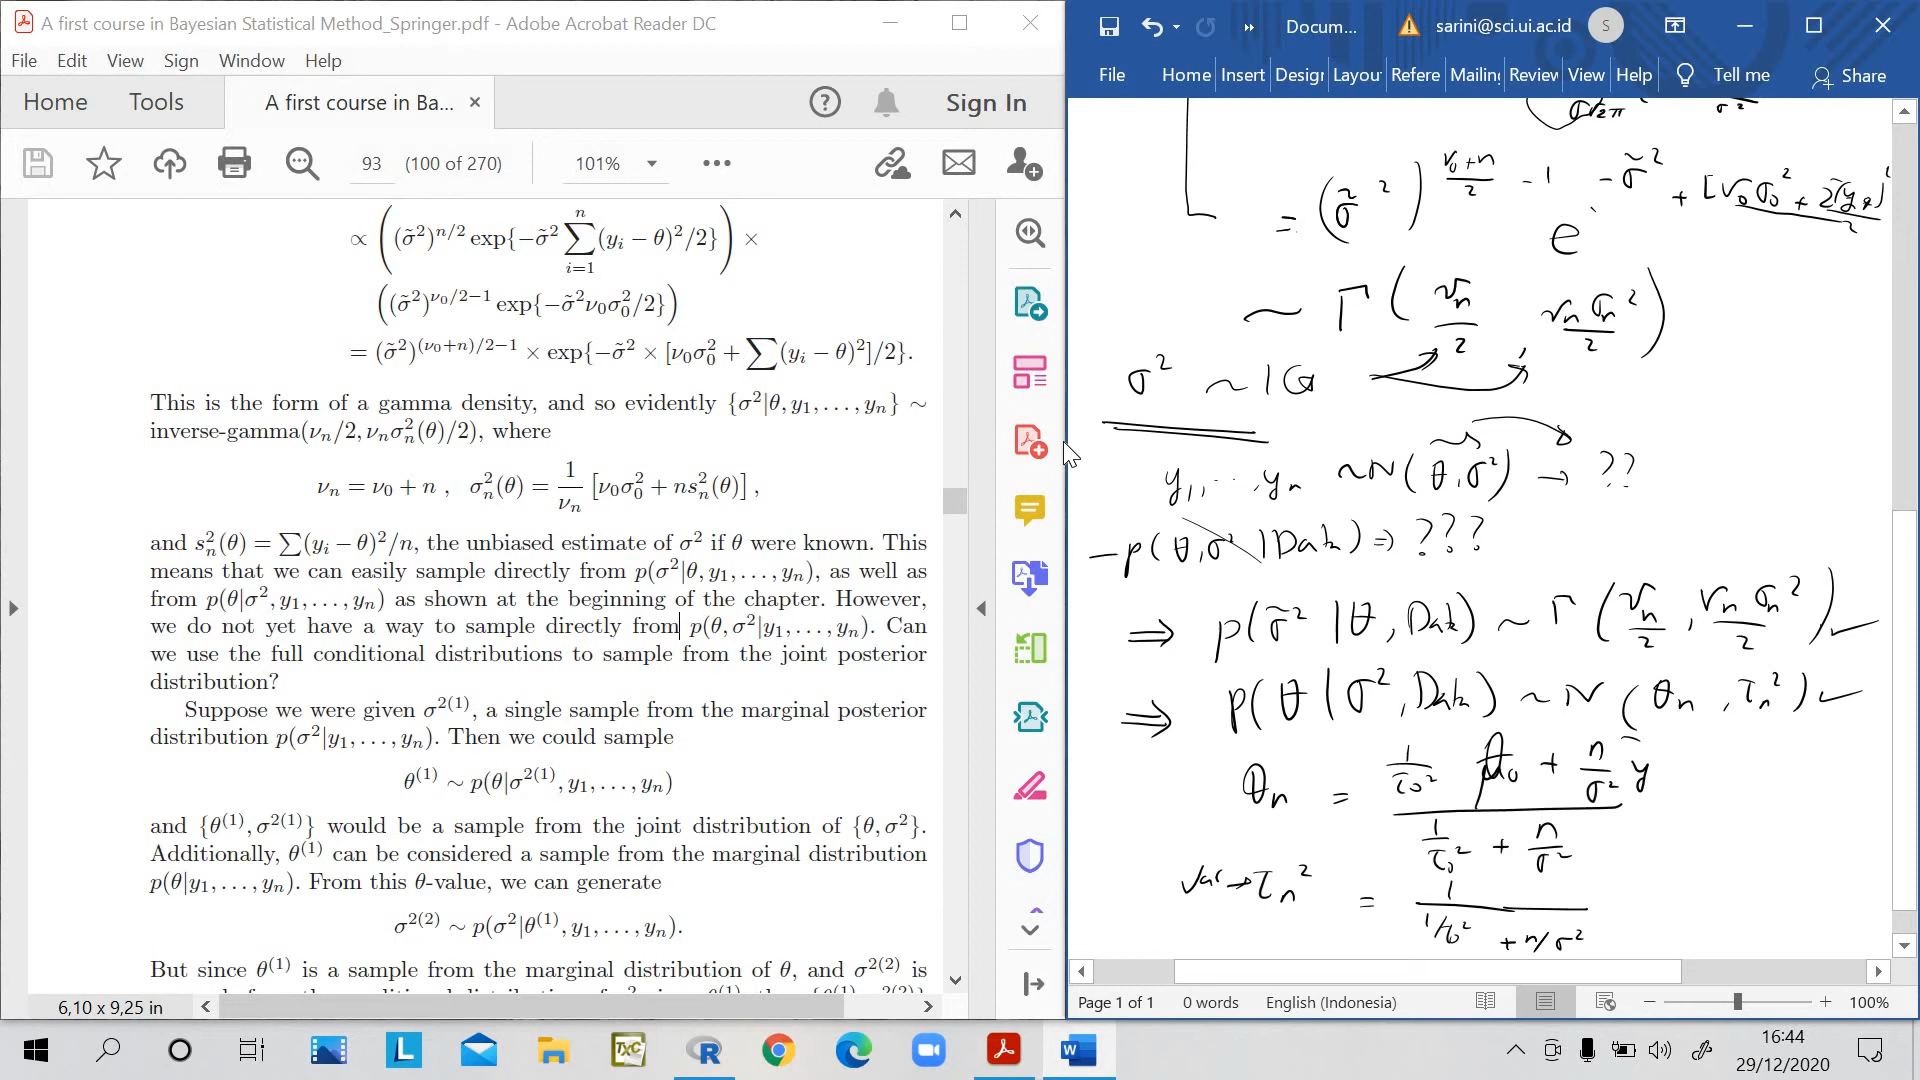 A first course in Bayesian Statistical Method_Springer.pdf - Adobe Acrobat Reader DC
File Edit View Sign Window Help
Home Tools A first course in Ba... × Sign In
93 (100 of 270) 101%
∝ ((σ̃²)^{n/2} exp{−σ̃² ∑_{i=1}^{n} (y_i − θ)²/2}) ×
((σ̃²)^{ν₀/2−1} exp{−σ̃²ν₀σ₀²/2})
= (σ̃²)^{(ν₀+n)/2−1} × exp{−σ̃² × [ν₀σ₀² + ∑(y_i − θ)²]/2}.
This is the form of a gamma density, and so evidently {σ²|θ, y₁, . . . , y_n} ∼
inverse-gamma(ν_n/2, ν_nσ_n²(θ)/2), where
ν_n = ν₀ + n , σ_n²(θ) = 1/ν_n [ν₀σ₀² + ns_n²(θ)] ,
and s_n²(θ) = ∑(y_i − θ)²/n, the unbiased estimate of σ² if θ were known. This
means that we can easily sample directly from p(σ²|θ, y₁, . . . , y_n), as well as
from p(θ|σ², y₁, . . . , y_n) as shown at the beginning of the chapter. However,
we do not yet have a way to sample directly from p(θ, σ²|y₁, . . . , y_n). Can
we use the full conditional distributions to sample from the joint posterior
distribution?
Suppose we were given σ^{2(1)}, a single sample from the marginal posterior
distribution p(σ²|y₁, . . . , y_n). Then we could sample
θ^{(1)} ∼ p(θ|σ^{2(1)}, y₁, . . . , y_n)
and {θ^{(1)}, σ^{2(1)}} would be a sample from the joint distribution of {θ, σ²}.
Additionally, θ^{(1)} can be considered a sample from the marginal distribution
p(θ|y₁, . . . , y_n). From this θ-value, we can generate
σ^{2(2)} ∼ p(σ²|θ^{(1)}, y₁, . . . , y_n).
But since θ^{(1)} is a sample from the marginal distribution of θ, and σ^{2(2)} is
6,10 x 9,25 in
Docum... sarini@sci.ui.ac.id S
File Home Insert Desigr Layou Refere Mailin Review View Help Tell me Share
= (σ̃²)^{(ν₀+n)/2 − 1} e^{−σ̃² + [ν₀σ₀² +
∼ Γ( ν_n/2 , ν_nσ_n²/2 )
σ² ∼ IG
y₁, . . . , y_n ∼ N(θ, σ²) → ??
− p(θ, σ² | Data) ⇒ ???
⇒ p(σ̃² | θ, Data) ∼ Γ( ν_n/2 , ν_nσ_n²/2 ) ✓
⇒ p(θ | σ², Data) ∼ N (θ_n , τ_n²) ✓
θ_n = (1/τ₀² μ₀ + n/σ² ȳ) / (1/τ₀² + n/σ²)
Var → τ_n² = 1 / (1/τ₀² + n/σ²)
Page 1 of 1 0 words English (Indonesia) 100%
L TXC R W
16:44
29/12/2020